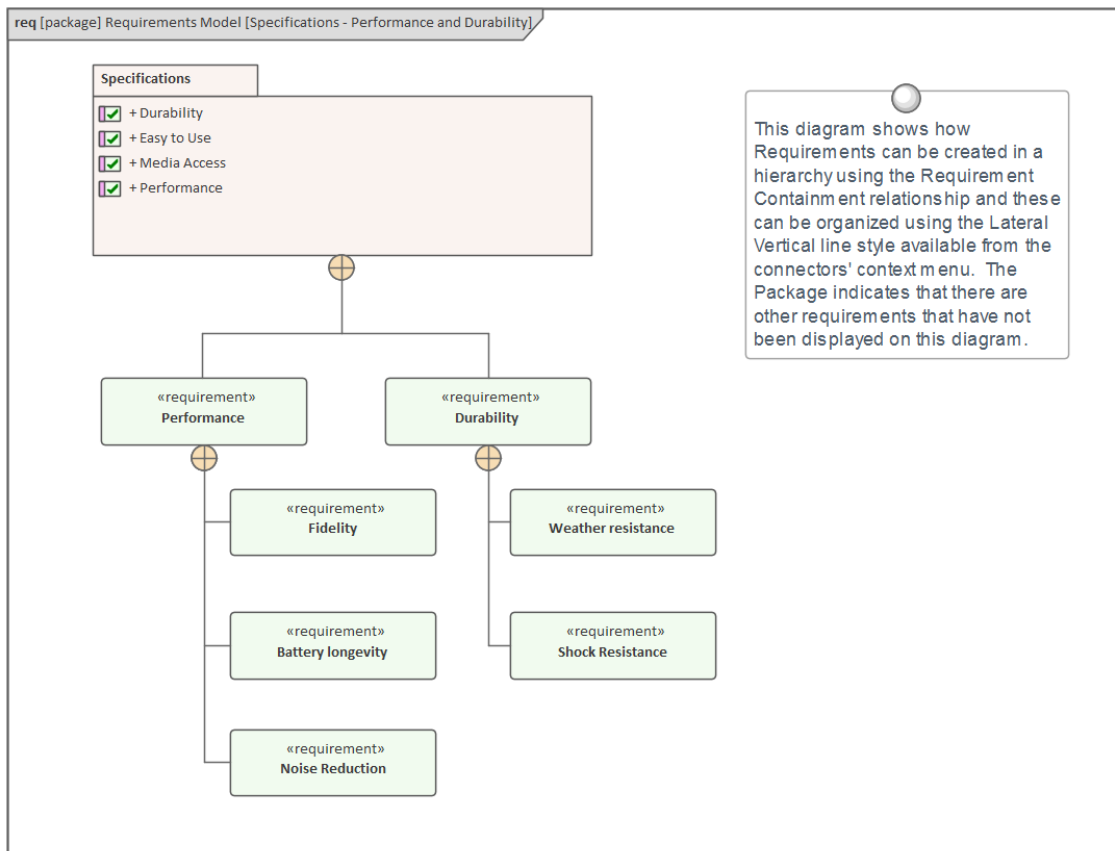 req [package] Requirements Model [Specifications - Performance and Durability]
Specifications
+ Durability
+ Easy to Use
+ Media Access
+ Performance
This diagram shows how
Requirements can be created in a
hierarchy using the Requirement
Containment relationship and these
can be organized using the Lateral
Vertical line style available from the
connectors' context menu.  The
Package indicates that there are
other requirements that have not
been displayed on this diagram.
«requirement»
Performance
«requirement»
Durability
«requirement»
Fidelity
«requirement»
Weather resistance
«requirement»
Battery longevity
«requirement»
Shock Resistance
«requirement»
Noise Reduction